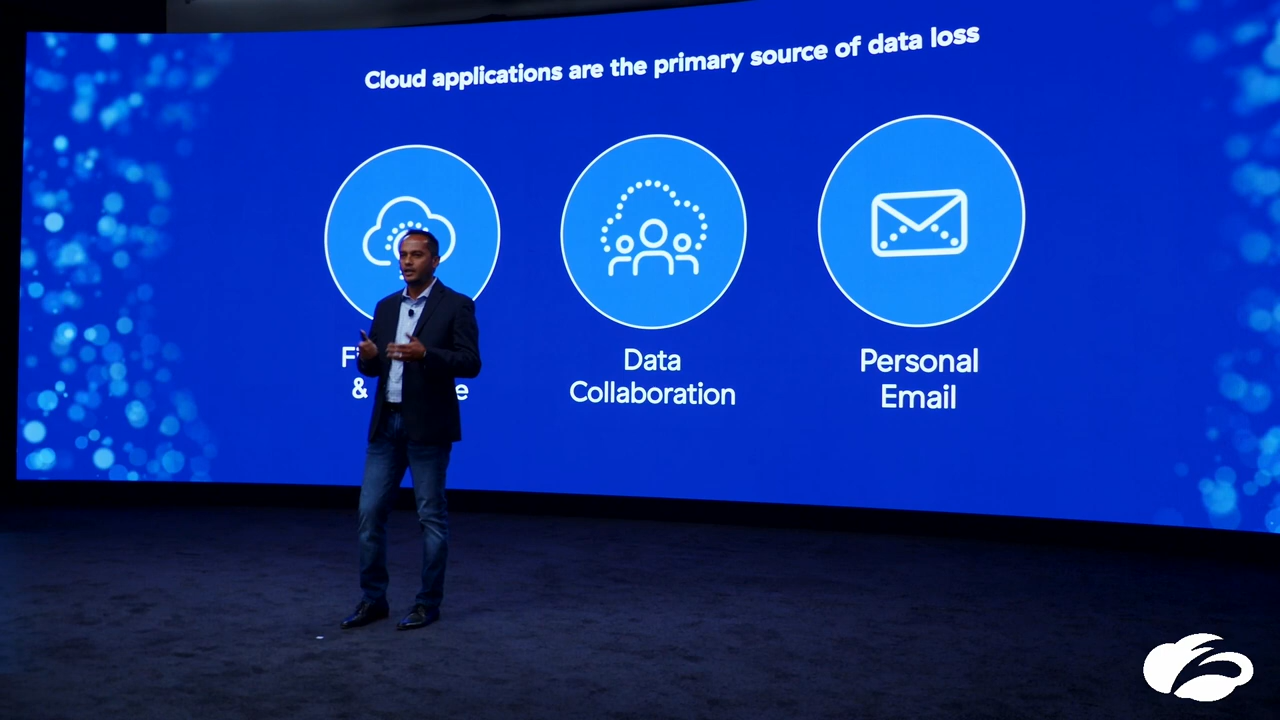 Cloud applications are the primary source of data loss
Data
Collaboration
Personal
Email